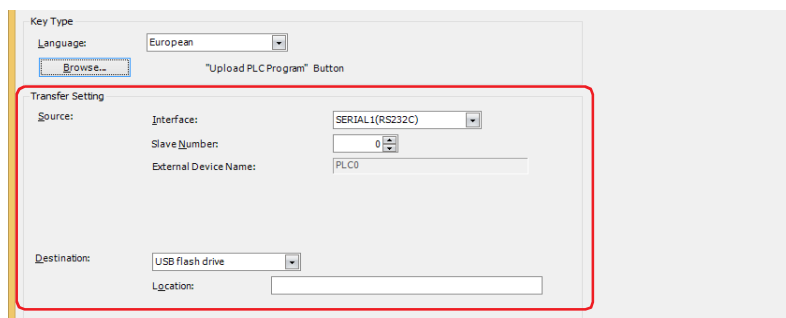 Key Type
Language: European
Browse... "Upload PLC Program" Button
Transfer Setting
Source: Interface: SERIAL1(RS232C)
Slave Number: 0
External Device Name: PLC0
Destination: USB flash drive
Location: